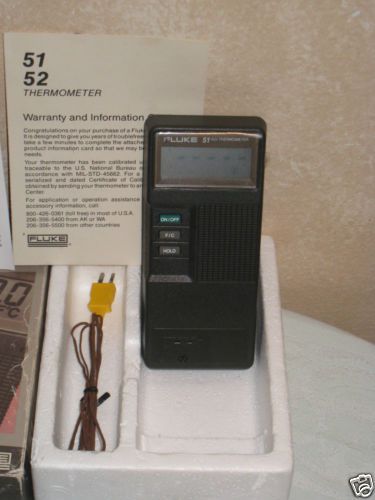 51
52
THERMOMETER
Warranty and Information
Congratulations on your purchase of a Fluke
It is designed to give you years of troublefree
take a few minutes to complete the attached
product information card so that we may be
needs.
Your thermometer has been calibrated u
traceable to the U.S. National Bureau o
accordance with MIL-STD-45662. For a
serialized and dated Certificate of Calib
obtained by sending your thermometer to an
Center.
For application or operation assistance
accessory information, call:
800-426-0361 (toll free) in most of U.S.A
206-356-5400 from AK or WA
206-356-5500 from other countries
FLUKE
FLUKE 51 K/J THERMOMETER
ON/OFF
F/C
HOLD
.0
°C